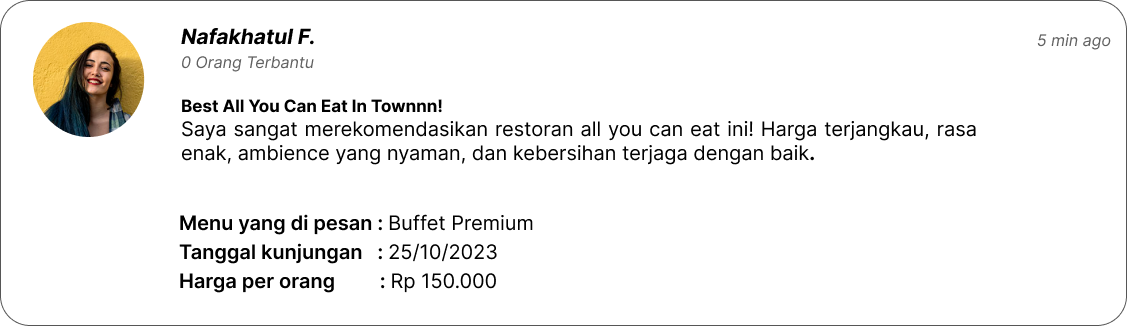 Nafakhatul F.
5 min ago
0 Orang Terbantu
Best All You Can Eat In Townnn!
Saya sangat merekomendasikan restoran all you can eat ini! Harga terjangkau, rasa
enak, ambience yang nyaman, dan kebersihan terjaga dengan baik.
Menu yang di pesan : Buffet Premium
Tanggal kunjungan : 25/10/2023
Harga per orang : Rp 150.000